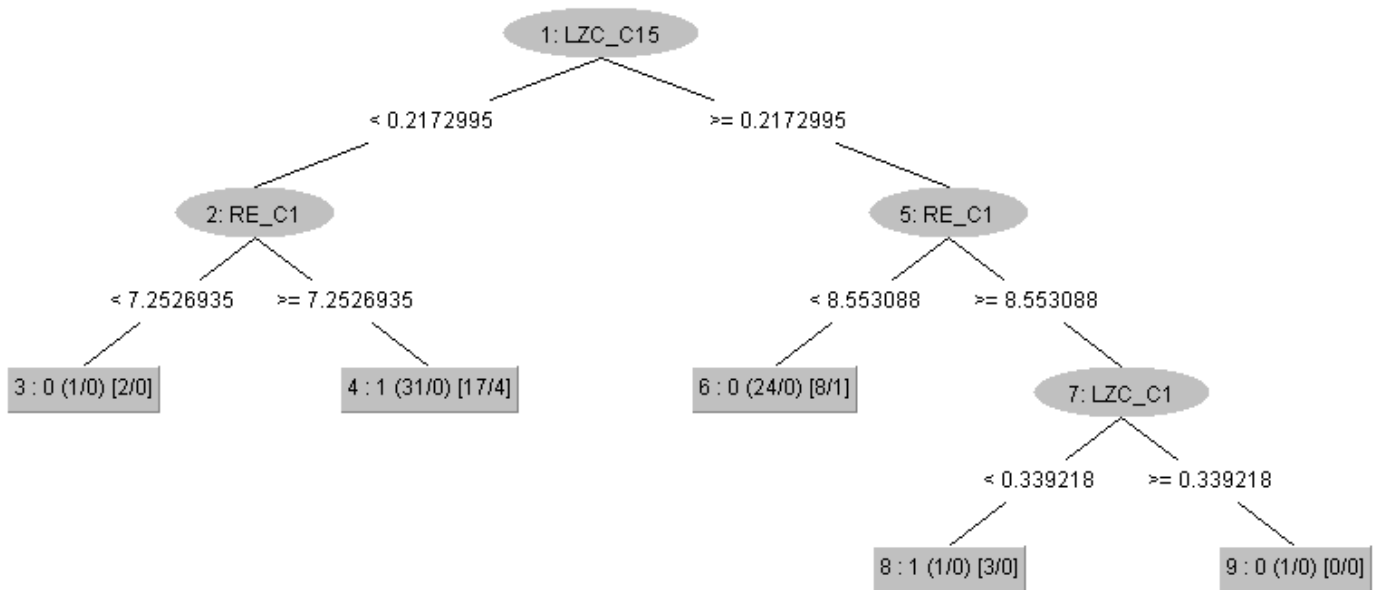 1: LZC_C15
< 0.2172995 >= 0.2172995
2: RE_C1 5: RE_C1
< 7.2526935 >= 7.2526935 < 8.553088 >= 8.553088
3 : 0 (1/0) [2/0] 4 : 1 (31/0) [17/4] 6 : 0 (24/0) [8/1] 7: LZC_C1
< 0.339218 >= 0.339218
8 : 1 (1/0) [3/0] 9 : 0 (1/0) [0/0]